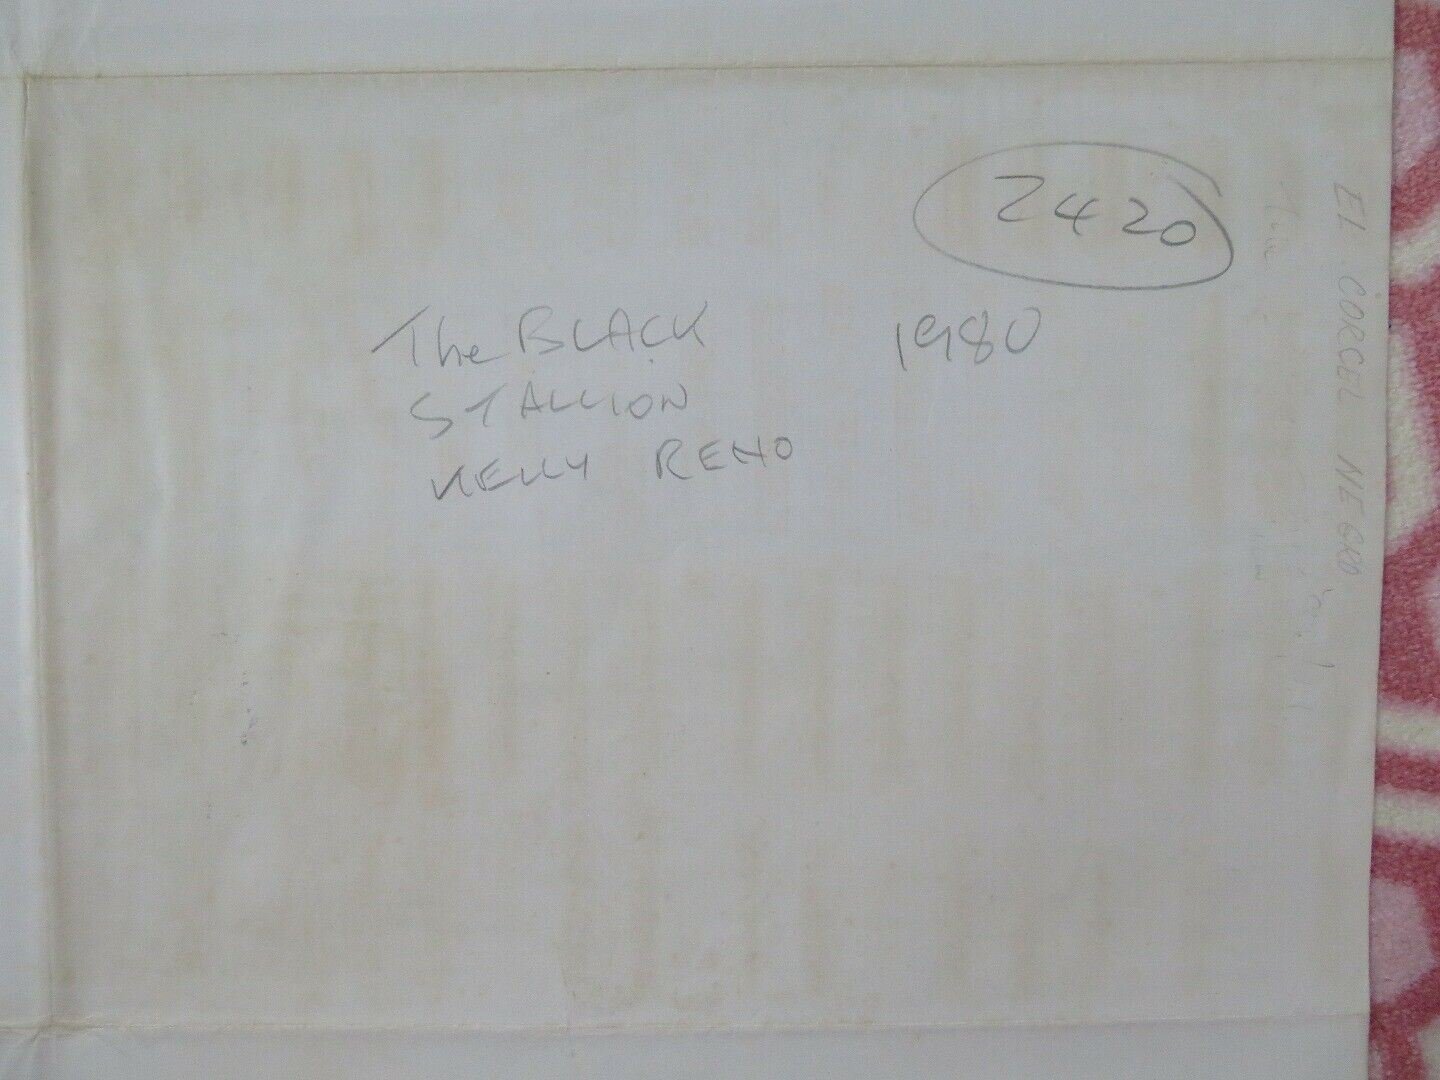 2420
The BLACK 1980
STALLION
KELLY RENO
EL CORCEL NEGRO